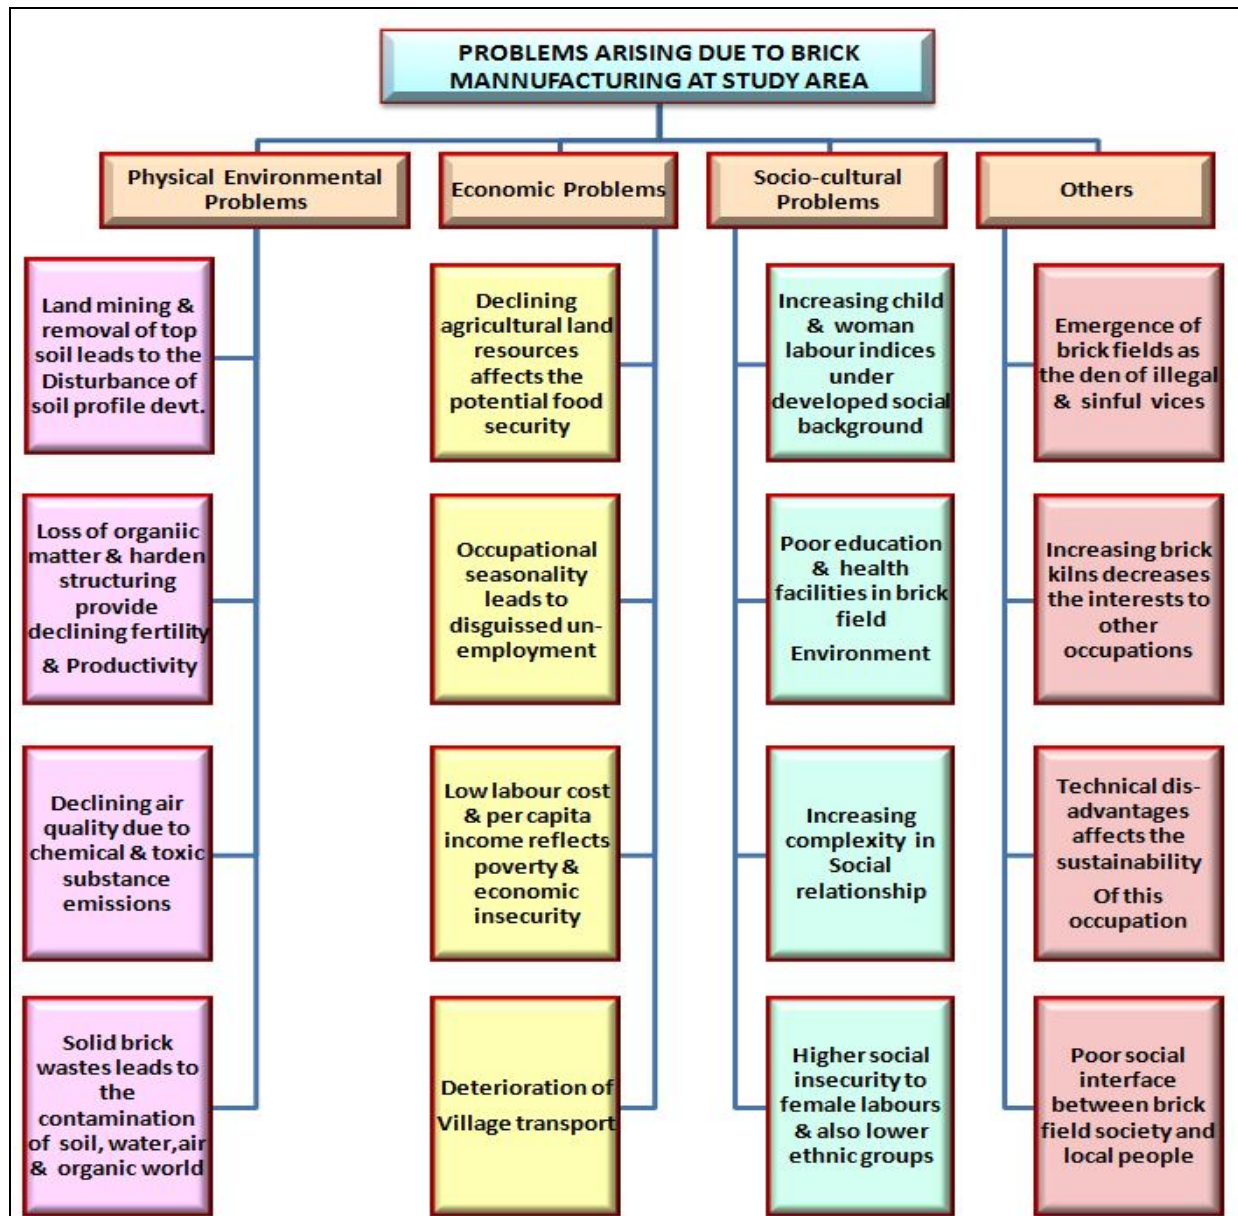 PROBLEMS ARISING DUE TO BRICK
MANNUFACTURING AT STUDY AREA
Physical Environmental
Problems
Economic Problems
Socio-cultural
Problems
Others
Land mining &
removal of top
soil leads to the
Disturbance of
soil profile devt.
Loss of organiic
matter & harden
structuring
provide
declining fertility
& Productivity
Declining air
quality due to
chemical & toxic
substance
emissions
Solid brick
wastes leads to
the
contamination
of soil, water,air
& organic world
Declining
agricultural land
resources
affects the
potential food
security
Occupational
seasonality
leads to
disguissed un-
employment
Low labour cost
& per capita
income reflects
poverty &
economic
insecurity
Deterioration of
Village transport
Increasing child
& woman
labour indices
under
developed social
background
Poor education
& health
facilities in brick
field
Environment
Increasing
complexity in
Social
relationship
Higher social
insecurity to
female labours
& also lower
ethnic groups
Emergence of
brick fields as
the den of illegal
& sinful vices
Increasing brick
kilns decreases
the interests to
other
occupations
Technical dis-
advantages
affects the
sustainability
Of this
occupation
Poor social
interface
between brick
field society and
local people